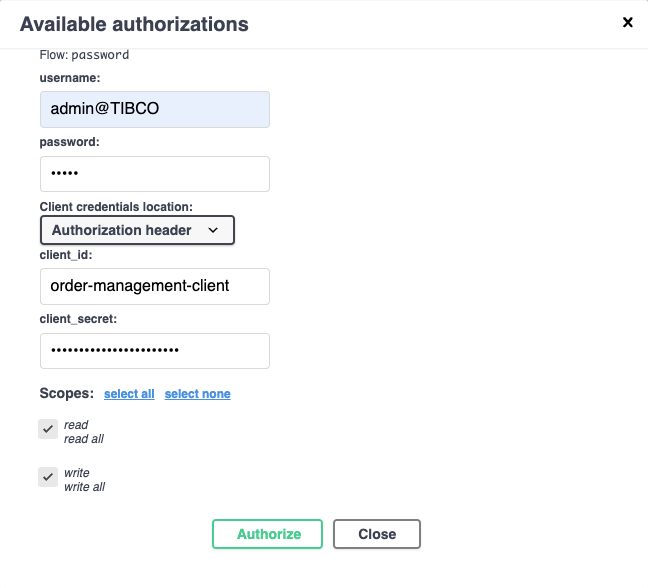 Available authorizations
Flow: password
username:
admin@TIBCO
password:
•••••
Client credentials location:
Authorization header
client_id:
order-management-client
client_secret:
•••••••••••••••••••••••
Scopes: select all select none
read
read all
write
write all
Authorize Close